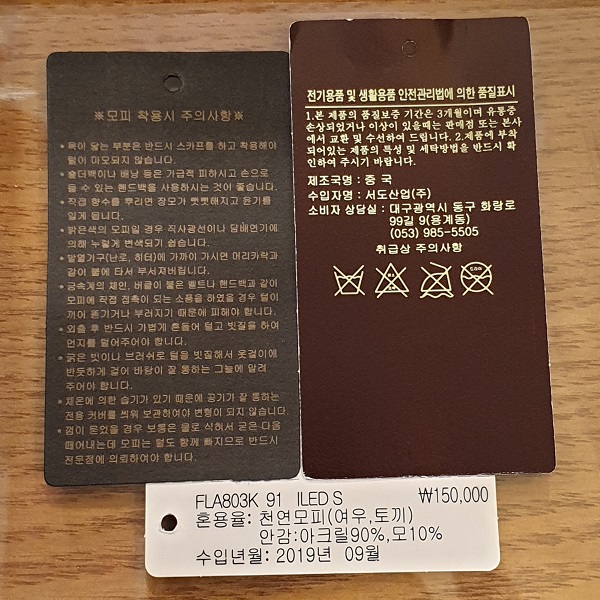 ※모피 착용시 주의사항※
• 목이 닿는 부분은 반드시 스카프를 하고 착용해야
털이 마모되지 않습니다.
• 숄더백이나 배낭 등은 가급적 피하시고 손으로
들 수 있는 핸드백을 사용하시는 것이 좋습니다.
• 직접 향수를 뿌리면 장모가 뻣뻣해지고 윤기를
잃게 됩니다.
• 밝은색의 모피일 경우 직사광선이나 담배연기에
의해 누렇게 변색되기 쉽습니다.
• 발열기구(난로, 히터)에 가까이 가시면 머리카락과
같이 불에 타서 부서져버립니다.
• 금속계의 체인, 버클이 붙은 벨트나 핸드백과 같이
모피에 직접 접촉이 되는 소품을 하였을 경우 털이
끼이 뜯기거나 부러지기 때문에 피해야 합니다.
• 외출 후 반드시 가볍게 흔들어 털고 빗질을 하여
먼지를 털어주어야 합니다.
• 굵은 빗이나 브러쉬로 털을 빗질해서 옷걸이에
반듯하게 걸어 바람이 잘 통하는 그늘에 말려
주어야 합니다.
• 체온에 의한 습기가 있기 때문에 공기가 잘 통하는
전용 커버를 씌워 보관하여야 변형이 되지 않습니다.
• 껌이 묻었을 경우 보통은 물로 식혀서 굳은 다음
떼어내는데 모피는 털도 함께 빠지므로 반드시
전문점에 의뢰하여야 합니다.
전기용품 및 생활용품 안전관리법에 의한 품질표시
1.본 제품의 품질보증 기간은 3개월이며 유통중
손상되었거나 이상이 있을때는 판매점 또는 본사
에서 교환 및 수선하여 드립니다. 2.제품에 부착
되어있는 제품의 특성 및 세탁방법을 반드시 확
인하여 주시기 바랍니다.
제조국명 : 중 국
수입자명 : 서도산업(주)
소비자 상담실 : 대구광역시 동구 화랑로
99길 9(용계동)
(053) 985-5505
취급상 주의사항
FLA803K 91 ILED S ₩150,000
혼용율: 천연모피(여우,토끼)
안감:아크릴90%,모10%
수입년월: 2019년 09월